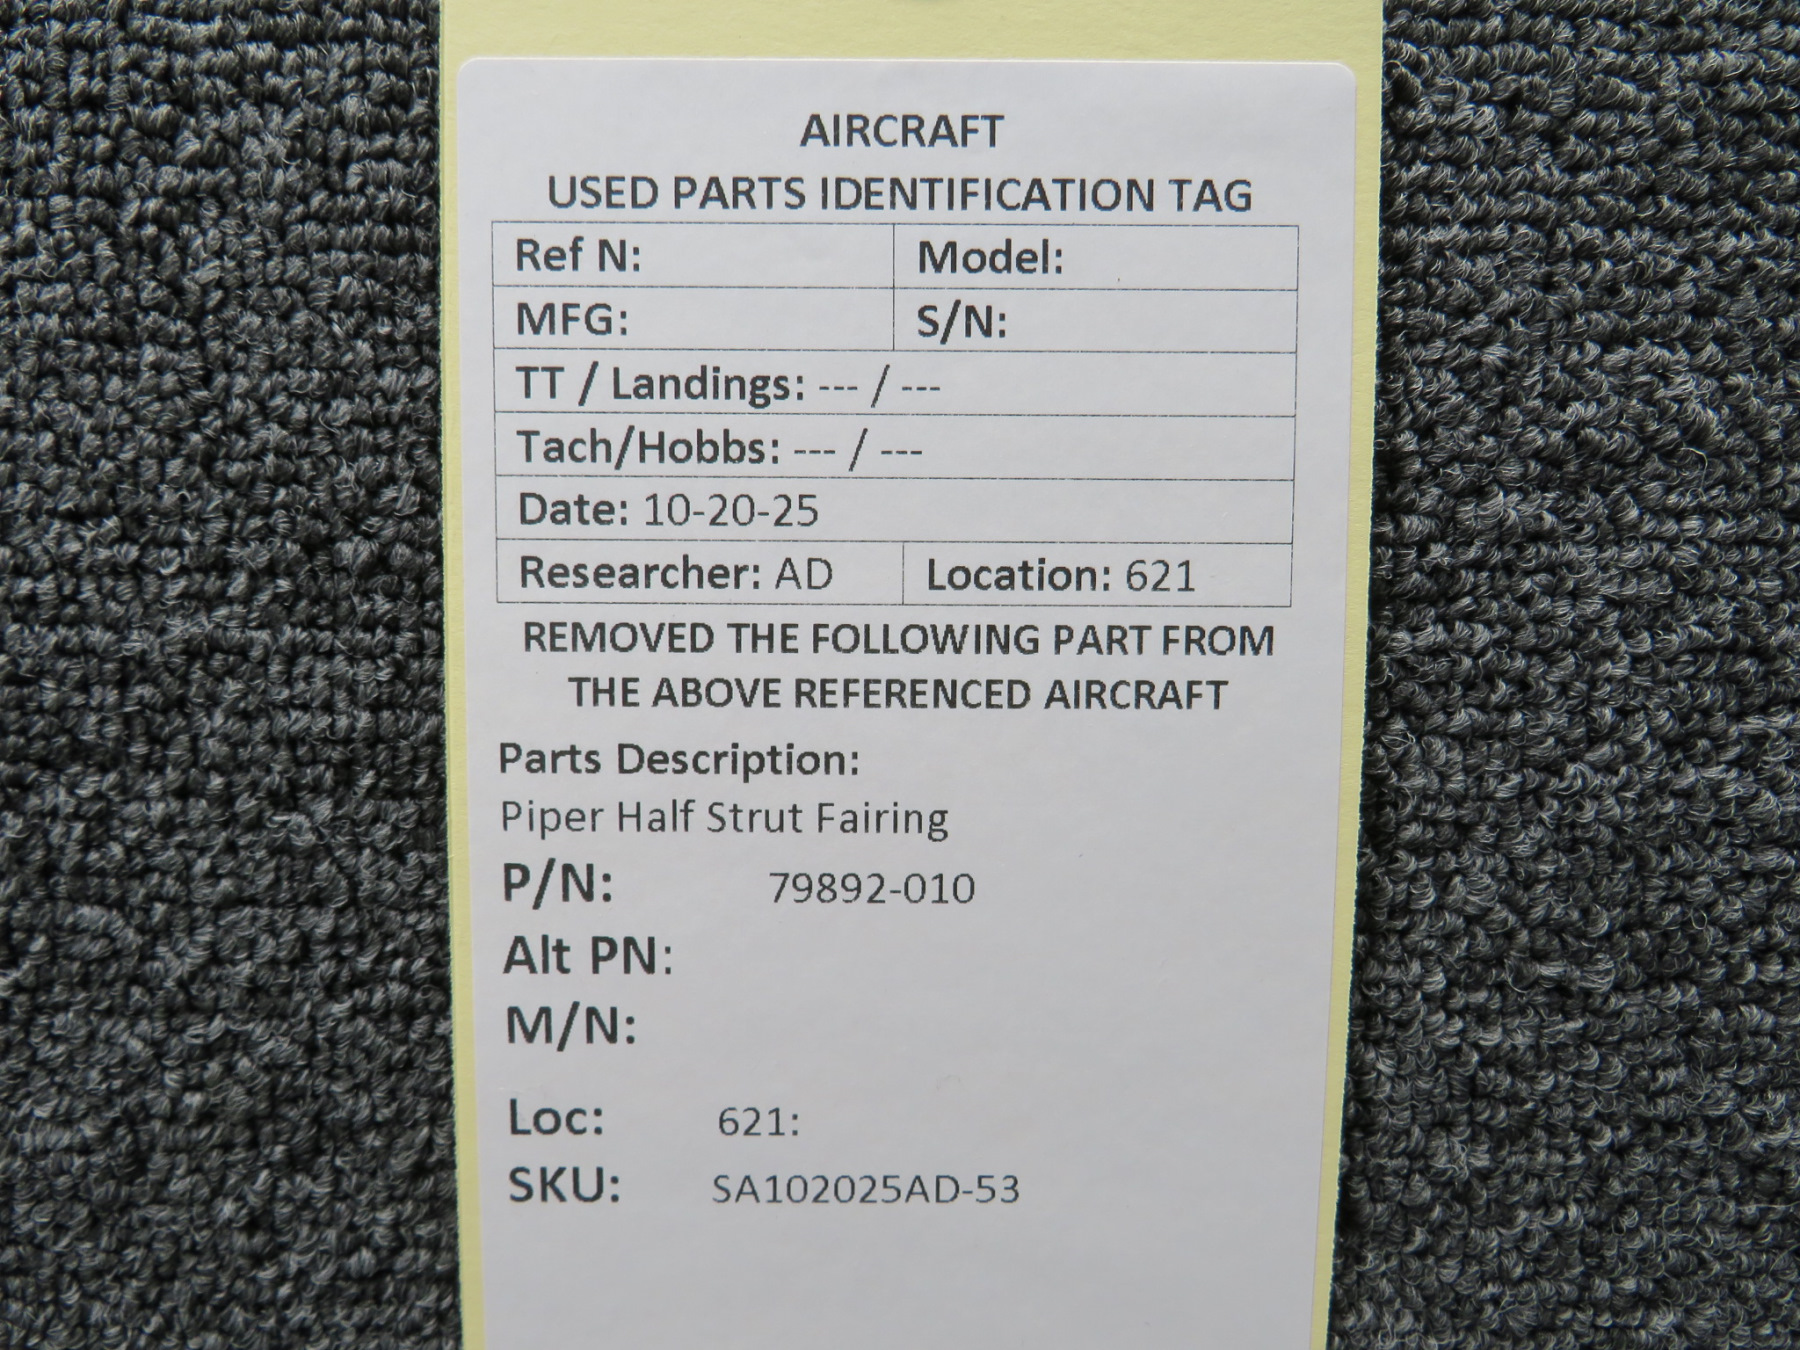 AIRCRAFT
USED PARTS IDENTIFICATION TAG
Ref N: Model:
MFG: S/N:
TT / Landings: --- / ---
Tach/Hobbs: --- / ---
Date: 10-20-25
Researcher: AD Location: 621
REMOVED THE FOLLOWING PART FROM
THE ABOVE REFERENCED AIRCRAFT
Parts Description:
Piper Half Strut Fairing
P/N: 79892-010
Alt PN:
M/N:
Loc: 621:
SKU: SA102025AD-53